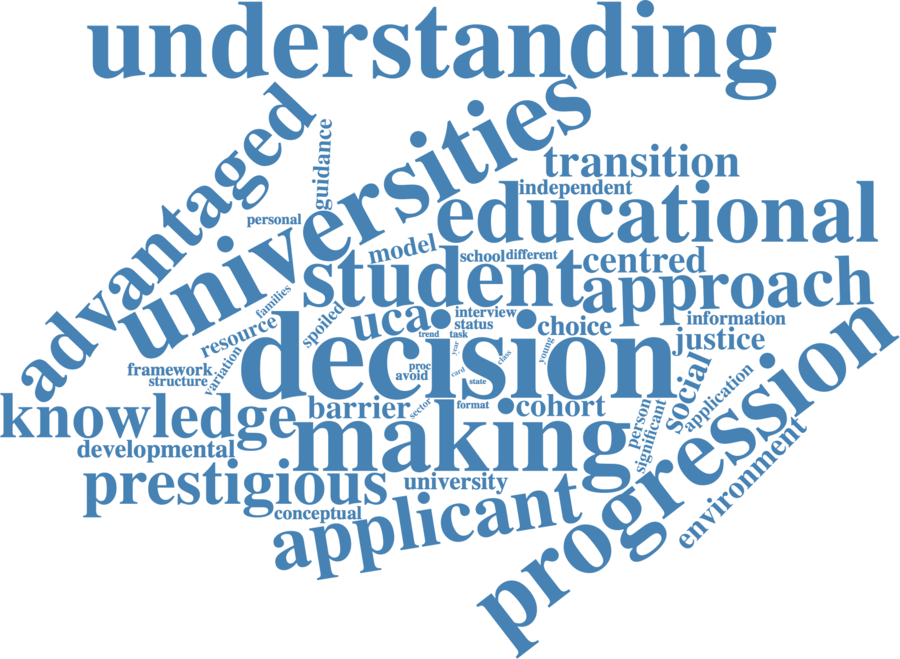 understanding
advantaged
universities
guidance
transition
independent
personal
educational
model
school
different
student
centred
approach
families
resource
spoiled
uca
interview
status
choice
information
justice
trend
task
decision
year
class
young
framework
structure
variation
proc
avoid
card
state
social
application
progression
knowledge
barrier
sector
format
cohort
person
significant
making
developmental
environment
prestigious
university
conceptual
applicant